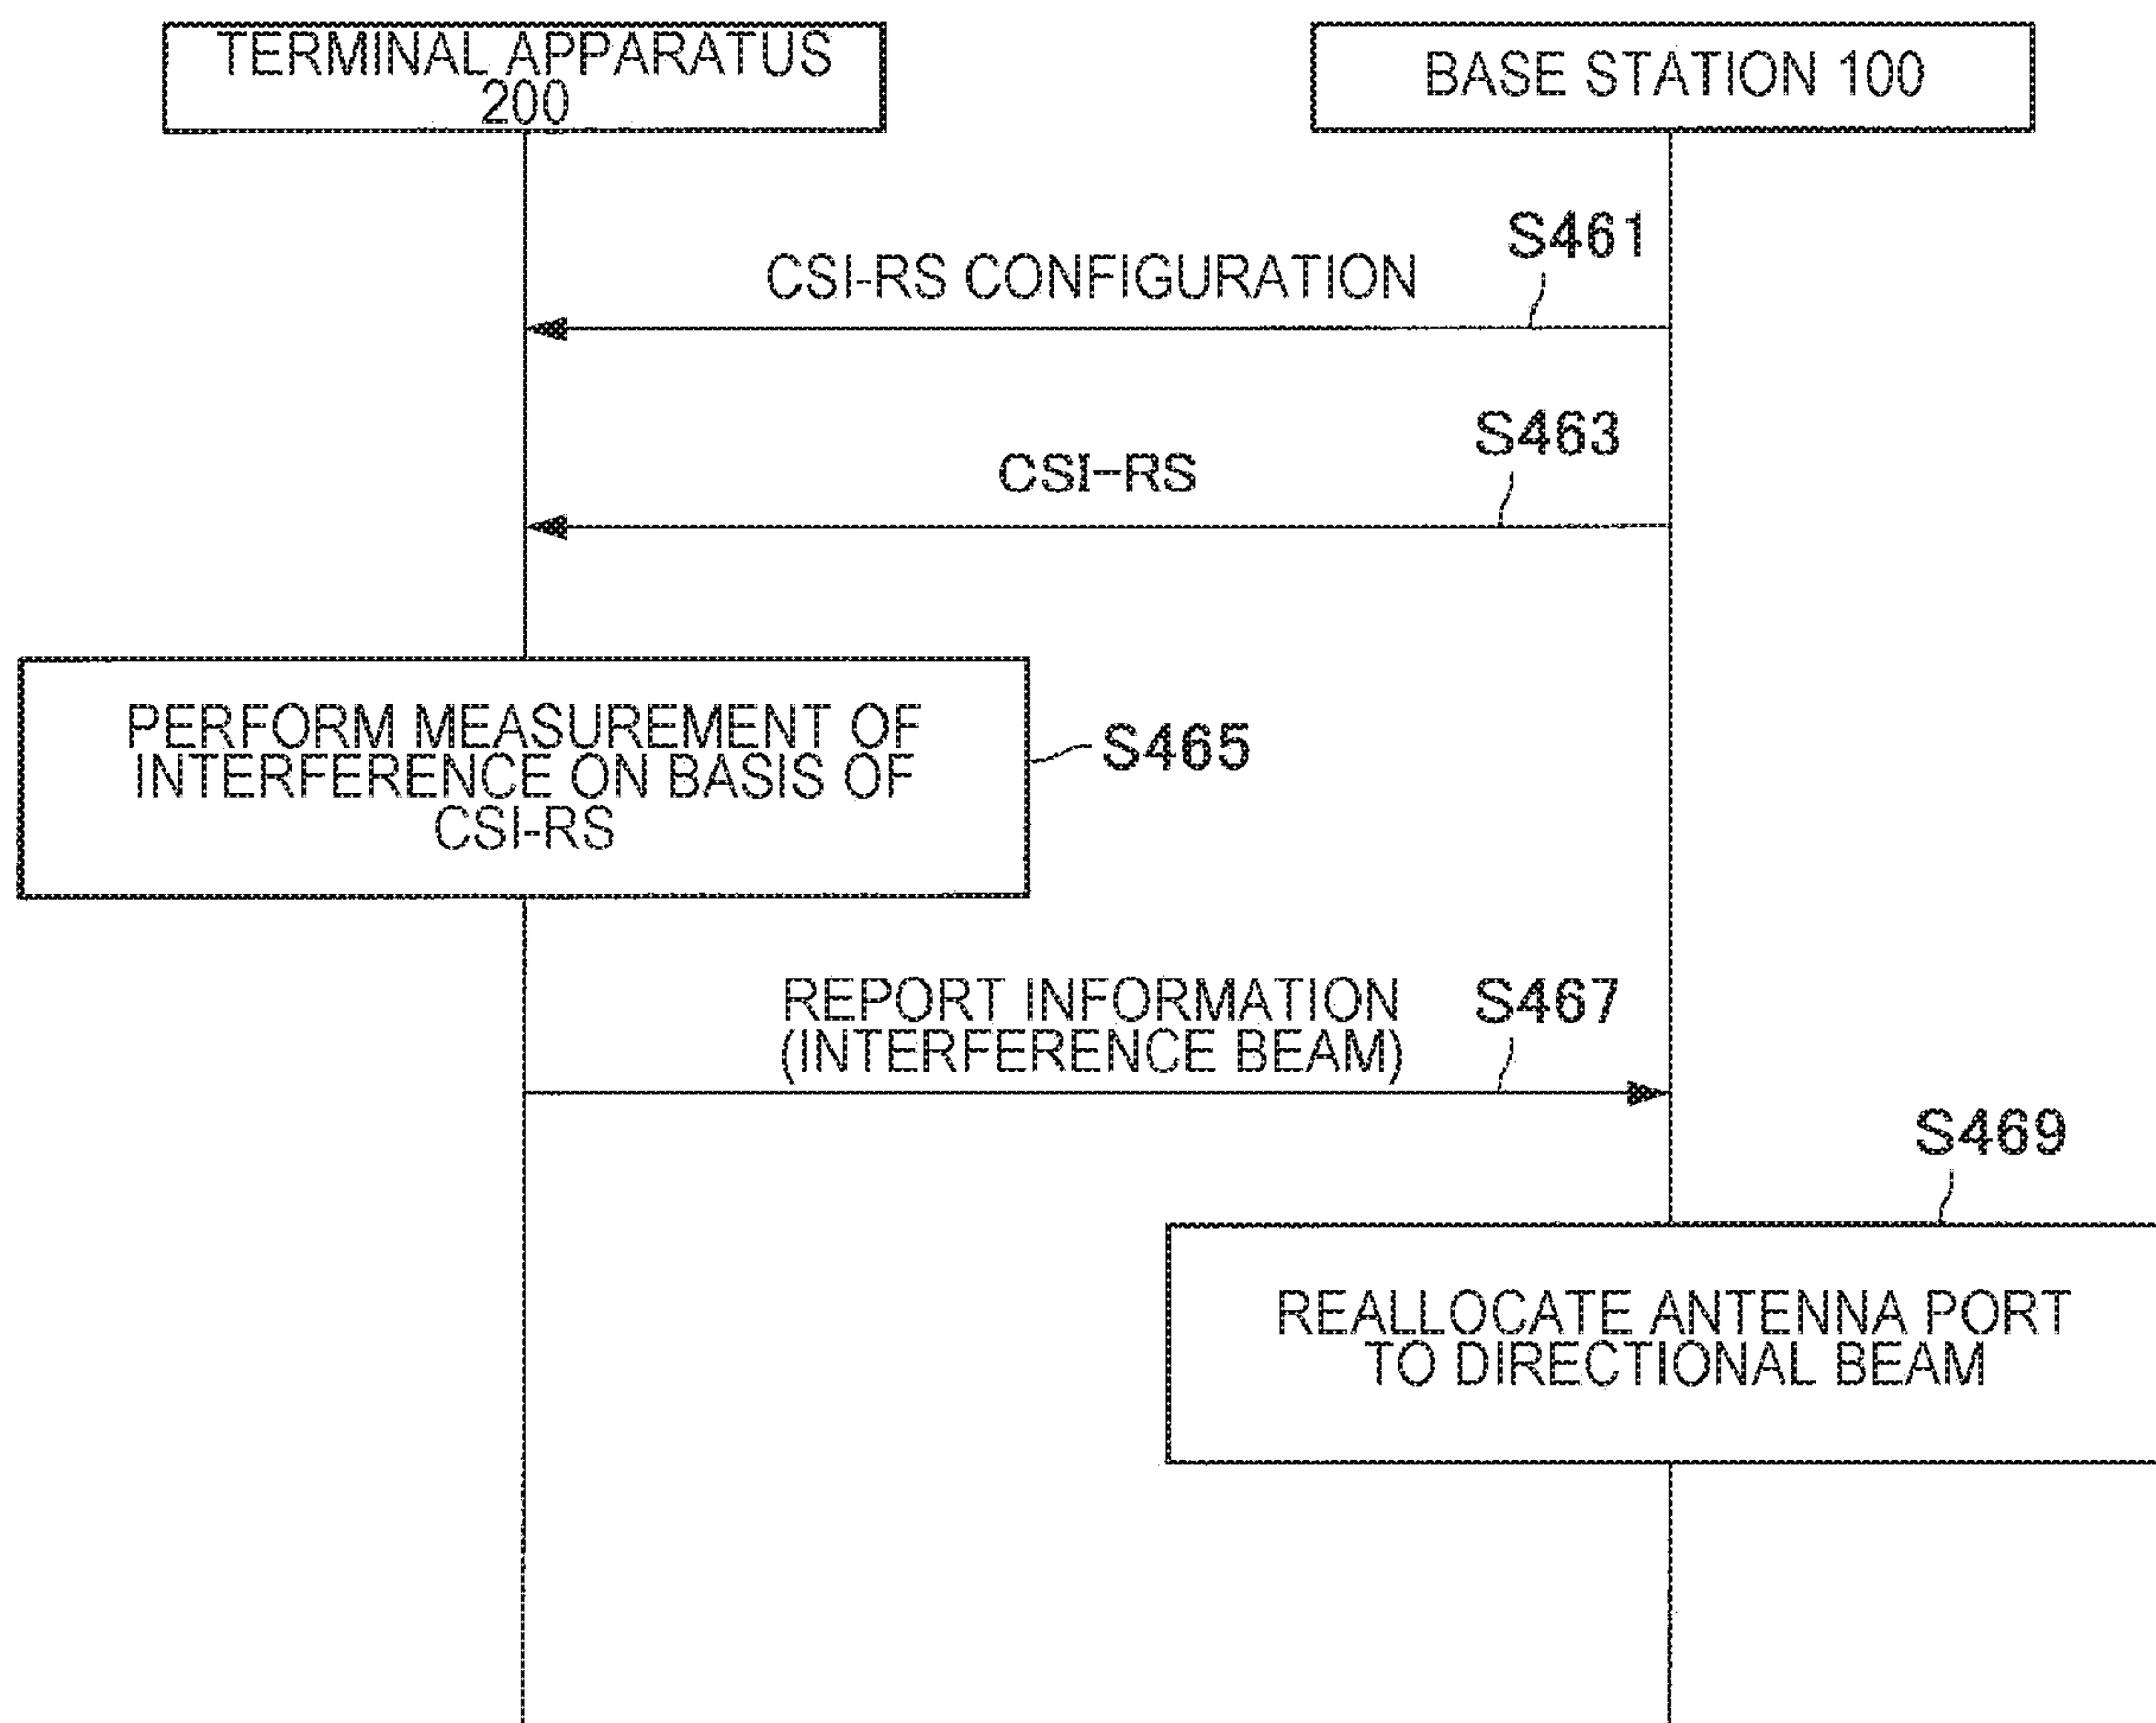 TERMINAL APPARATUS
200
BASE STATION 100
S461
CSI-RS CONFIGURATION
S463
CSI-RS
PERFORM MEASUREMENT OF
INTERFERENCE ON BASIS OF
CSI-RS
S465
REPORT INFORMATION
(INTERFERENCE BEAM)
S467
S469
REALLOCATE ANTENNA PORT
TO DIRECTIONAL BEAM